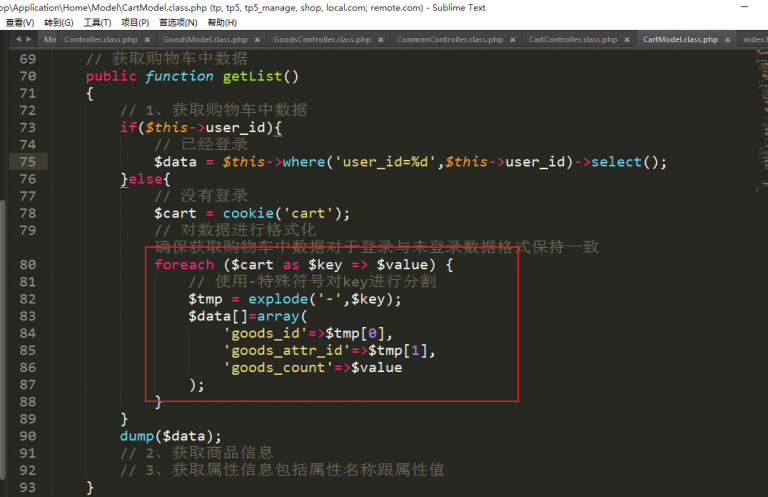 op\Application\Home\Model\CartModel.class.php (tp, tp5, tp5_manage, shop, local.com, remote.com) - Sublime Text
查看(V) 转到(G) 工具(T) 项目(P) 首选项(N) 帮助(H)
Mo Controller.class.php × GoodsModel.class.php × GoodsController.class.php × CommonController.class.php × CartController.class.php × CartModel.class.php × index.h
69 // 获取购物车中数据
70 public function getList()
71 {
72 // 1、获取购物车中数据
73 if($this->user_id){
74 // 已经登录
75 $data = $this->where('user_id=%d',$this->user_id)->select();
76 }else{
77 // 没有登录
78 $cart = cookie('cart');
79 // 对数据进行格式化
确保获取购物车中数据对于登录与未登录数据格式保持一致
80 foreach ($cart as $key => $value) {
81 // 使用-特殊符号对key进行分割
82 $tmp = explode('-',$key);
83 $data[]=array(
84 'goods_id'=>$tmp[0],
85 'goods_attr_id'=>$tmp[1],
86 'goods_count'=>$value
87 );
88 }
89 }
90 dump($data);
91 // 2、获取商品信息
92 // 3、获取属性信息包括属性名称跟属性值
93 }